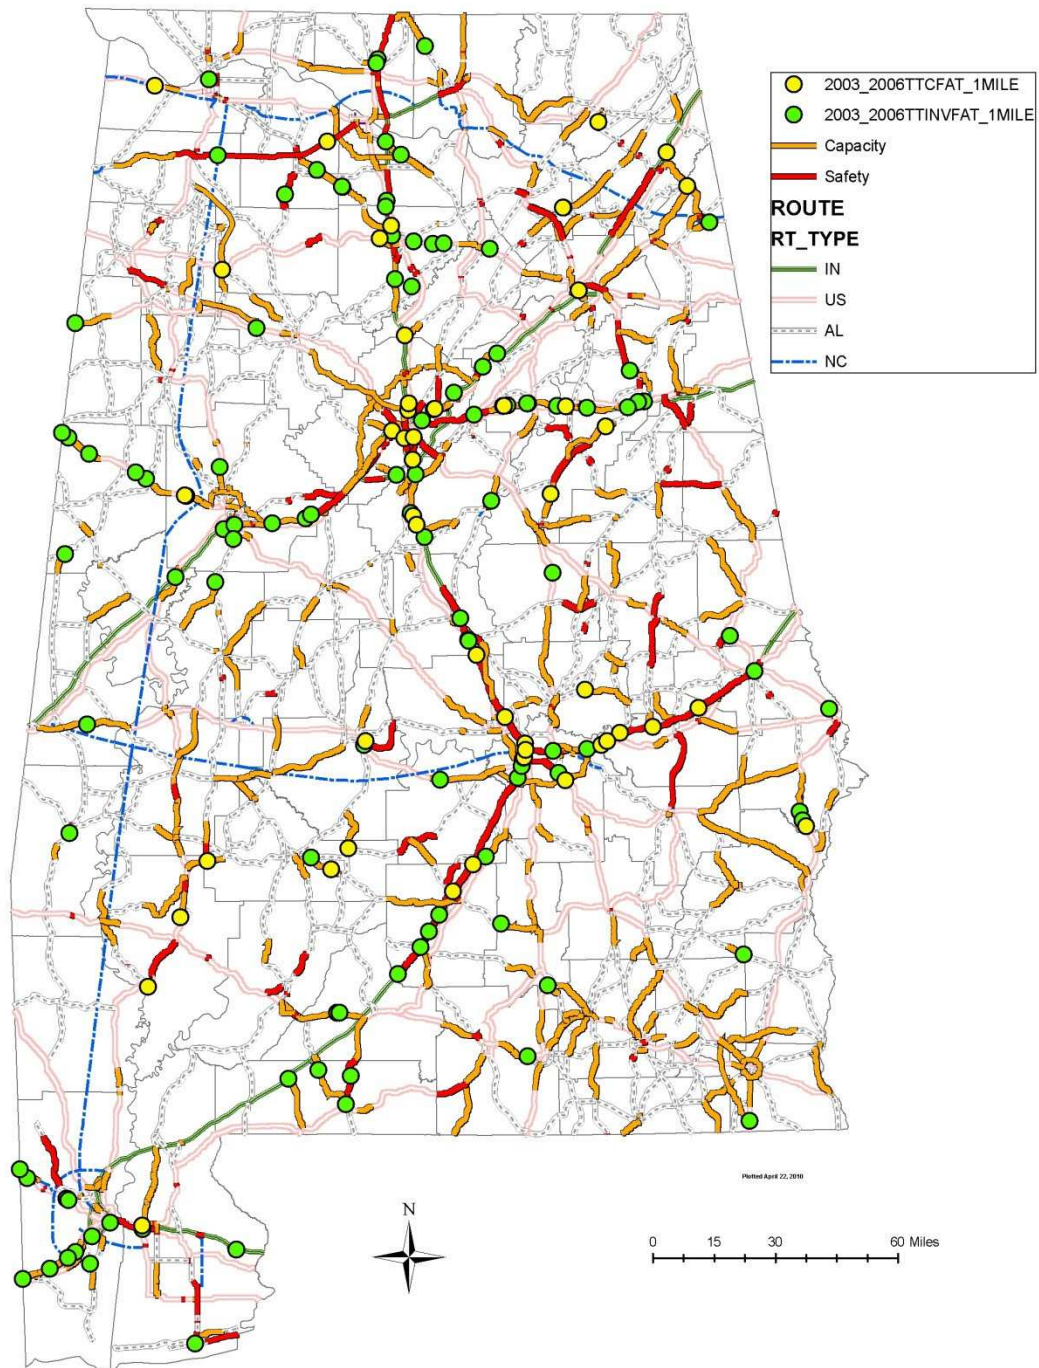 2003_2006TTCFAT_1MILE
2003_2006TTINVFAT_1MILE
Capacity
Safety
ROUTE
RT_TYPE
IN
US
AL
NC
Plotted April 22, 2010
N
0 15 30 60 Miles